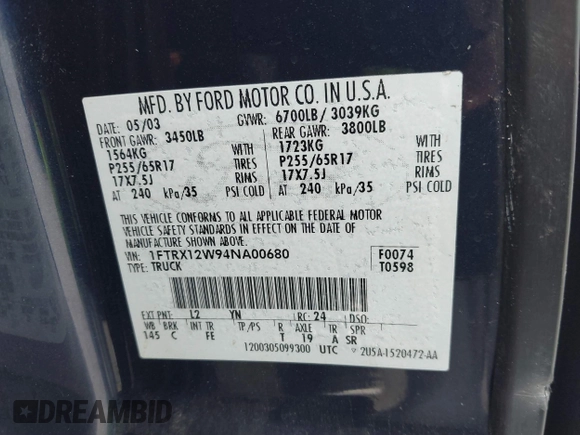 MFD. BY FORD MOTOR CO. IN U.S.A.
DATE: 05/03 GVWR: 6700LB/ 3039KG
FRONT GAWR: 3450LB REAR GAWR: 3800LB
1564KG WITH 1723KG WITH
P255/65R17 TIRES P255/65R17 TIRES
17X7.5J RIMS 17X7.5J RIMS
AT 240 kPa/35 PSI COLD AT 240 kPa/35 PSI COLD
THIS VEHICLE CONFORMS TO ALL APPLICABLE FEDERAL MOTOR
VEHICLE SAFETY STANDARDS IN EFFECT ON THE DATE OF
MANUFACTURE SHOWN ABOVE.
VIN: 1FTRX12W94NA00680 F0074
TYPE: TRUCK T0598
EXT PNT: L2 YN RC: 24 DSO:
WB BRK INT TR TP/PS R AXLE TR SPR
145 C FE T 19 A SR
1200305099300 UTC 2U5A-1520472-AA
DREAMBID